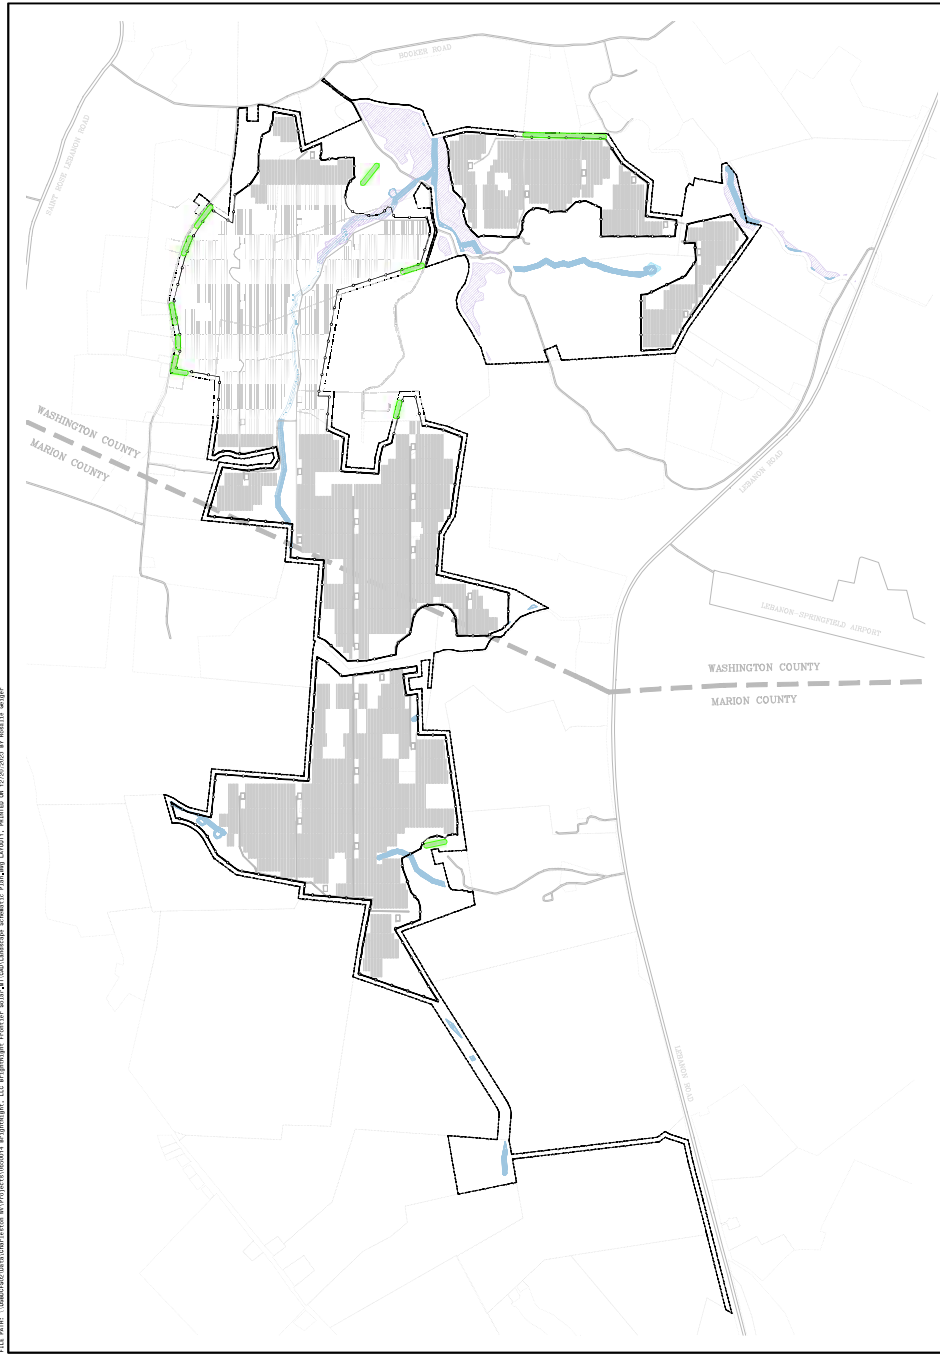 BOOKER ROAD
SAINT ROSE LEBANON ROAD
WASHINGTON COUNTY
MARION COUNTY
LEBANON ROAD
LEBANON-SPRINGFIELD AIRPORT
WASHINGTON COUNTY
MARION COUNTY
LEBANON ROAD